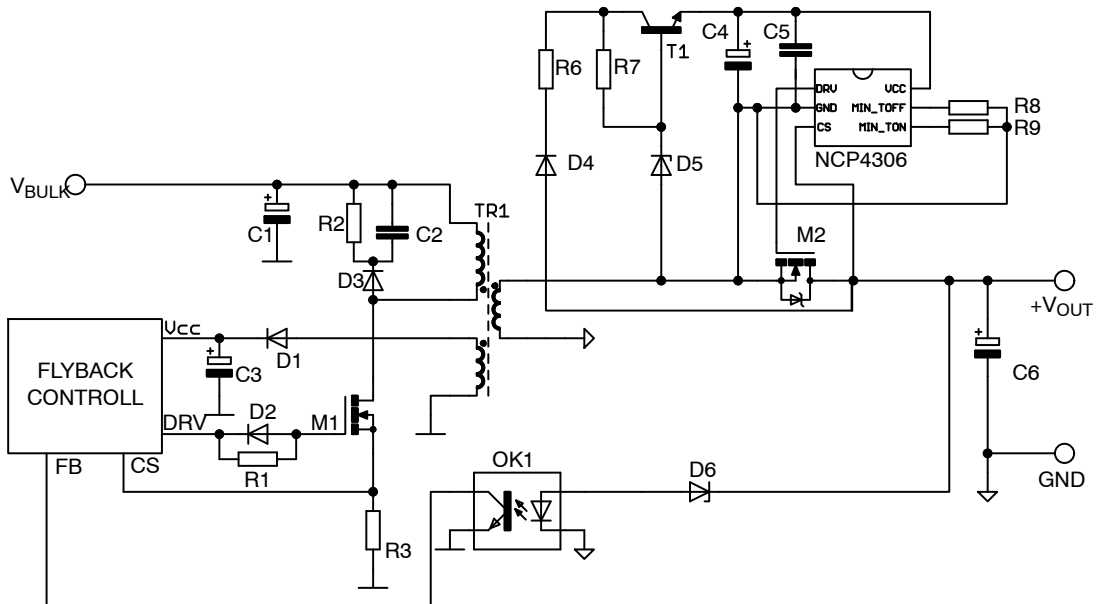 T1
C4
+
C5
R6
R7
DRV
VCC
GND
MIN_TOFF
R8
CS
MIN_TON
R9
NCP4306
D4
D5
VBULK
+
C1
R2
C2
TR1
M2
D3
+VOUT
Vcc
+
D1
C3
+
C6
FLYBACK
CONTROLL
DRV
D2
M1
FB
CS
R1
OK1
D6
GND
R3